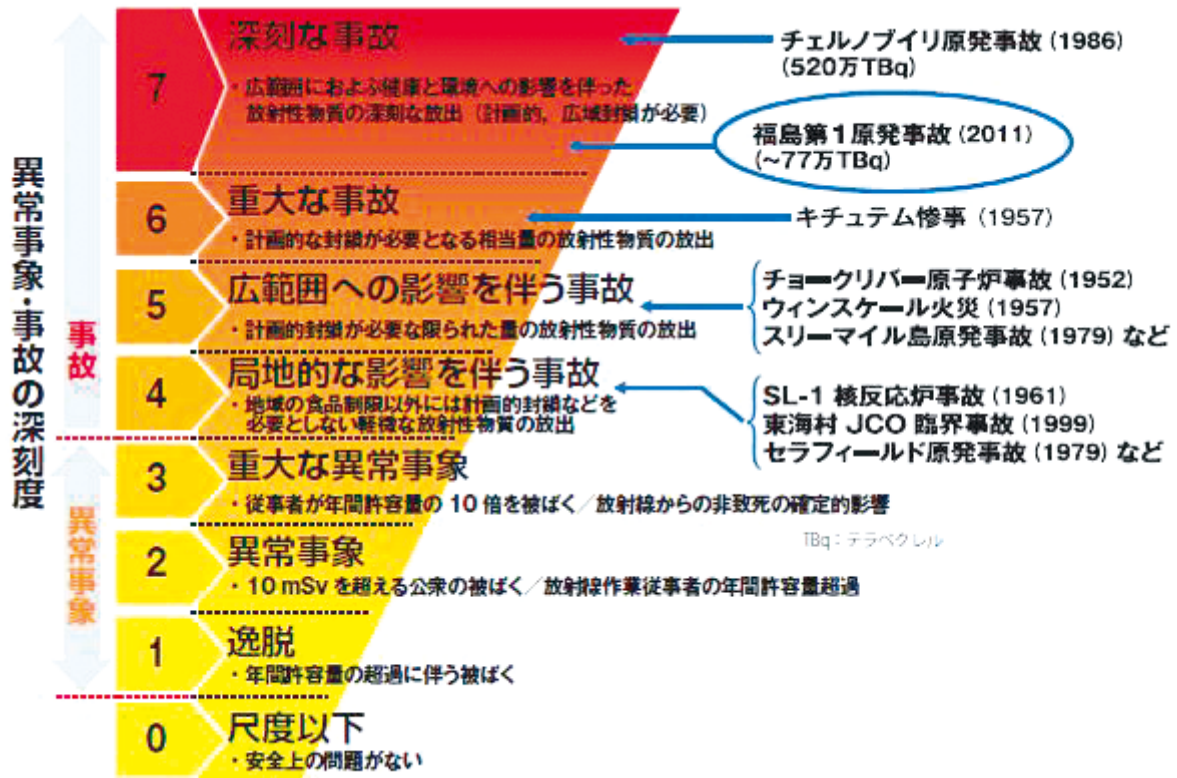 異常事象・事故の深刻度
事故
異常事象
7
深刻な事故
・広範囲におよぶ健康と環境への影響を伴った
放射性物質の深刻な放出（計画的，広域封鎖が必要）
チェルノブイリ原発事故 (1986)
(520万TBq)
福島第１原発事故 (2011)
(~77万TBq)
6
重大な事故
・計画的な封鎖が必要となる相当量の放射性物質の放出
キチュテム惨事 (1957)
5
広範囲への影響を伴う事故
・計画的封鎖が必要な限られた量の放射性物質の放出
チョークリバー原子炉事故 (1952)
ウィンスケール火災 (1957)
スリーマイル島原発事故 (1979) など
4
局地的な影響を伴う事故
・地域の食品制限以外には計画的封鎖などを
必要としない軽微な放射性物質の放出
SL-1 核反応炉事故 (1961)
東海村 JCO 臨界事故 (1999)
セラフィールド原発事故 (1979) など
3
重大な異常事象
・従事者が年間許容量の 10 倍を被ばく／放射線からの非致死の確定的影響
TBq：テラベクレル
2
異常事象
・10 mSv を超える公衆の被ばく／放射線作業従事者の年間許容量超過
1
逸脱
・年間許容量の超過に伴う被ばく
0
尺度以下
・安全上の問題がない